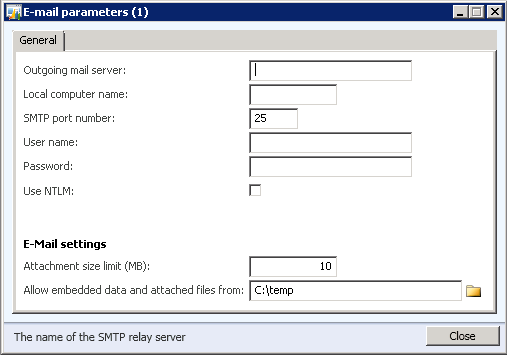 E-mail parameters (1)
General
Outgoing mail server:
Local computer name:
SMTP port number: 25
User name:
Password:
Use NTLM:
E-Mail settings
Attachment size limit (MB): 10
Allow embedded data and attached files from: C:\temp
The name of the SMTP relay server Close